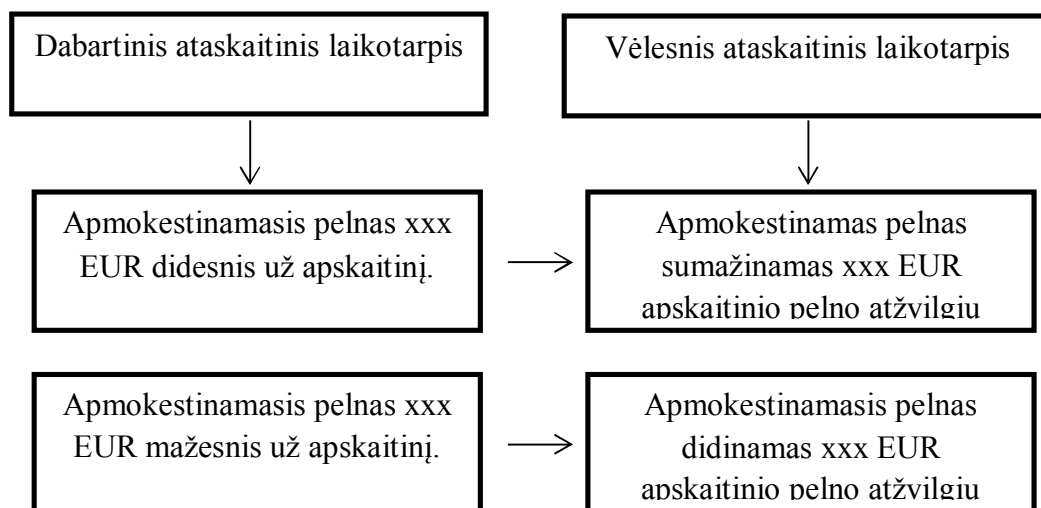 Dabartinis ataskaitinis laikotarpis
Vėlesnis ataskaitinis laikotarpis
Apmokestinamasis pelnas xxx
EUR didesnis už apskaitinį.
Apmokestinamas pelnas
sumažinamas xxx EUR
apskaitinio pelno atžvilgiu
Apmokestinamasis pelnas xxx
EUR mažesnis už apskaitinį.
Apmokestinamasis pelnas
didinamas xxx EUR
apskaitinio pelno atžvilgiu